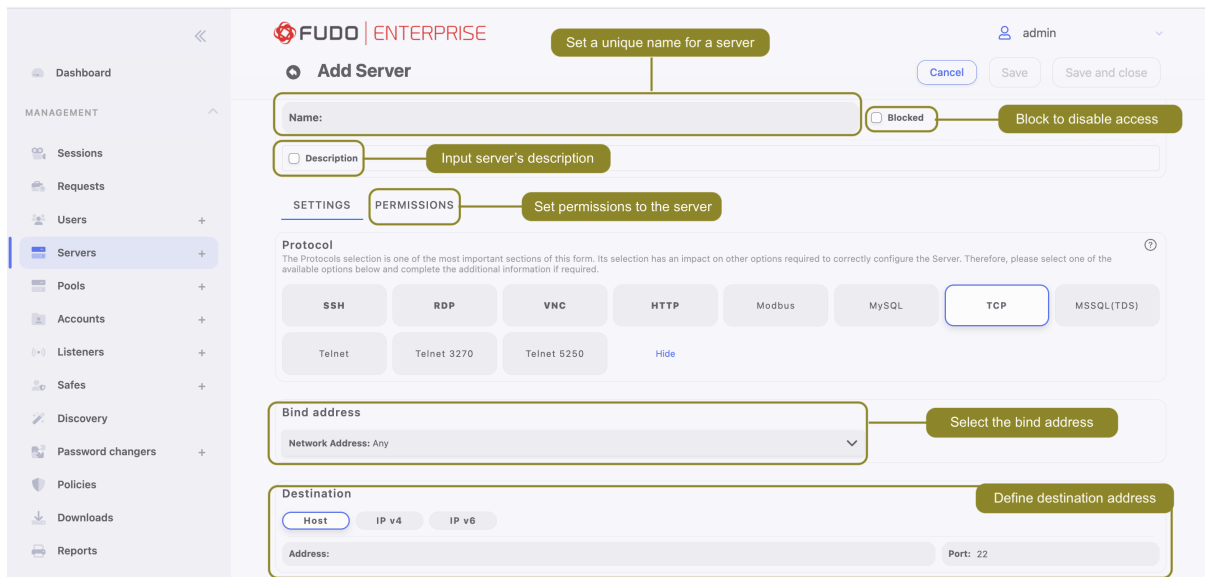 FUDO ENTERPRISE
Set a unique name for a server
admin
Dashboard
Add Server
Cancel
Save
Save and close
MANAGEMENT
Name:
Blocked
Block to disable access
Sessions
Description
Input server's description
Requests
Users +
SETTINGS
PERMISSIONS
Set permissions to the server
Servers +
Protocol
The Protocols selection is one of the most important sections of this form. Its selection has an impact on other options required to correctly configure the Server. Therefore, please select one of the
available options below and complete the additional information if required.
Pools +
SSH
RDP
VNC
HTTP
Modbus
MySQL
TCP
MSSQL(TDS)
Accounts +
Listeners +
Telnet
Telnet 3270
Telnet 5250
Hide
Safes +
Discovery
Bind address
Select the bind address
Network Address: Any
Password changers +
Policies
Destination
Define destination address
Downloads
Host
IP v4
IP v6
Reports
Address:
Port: 22